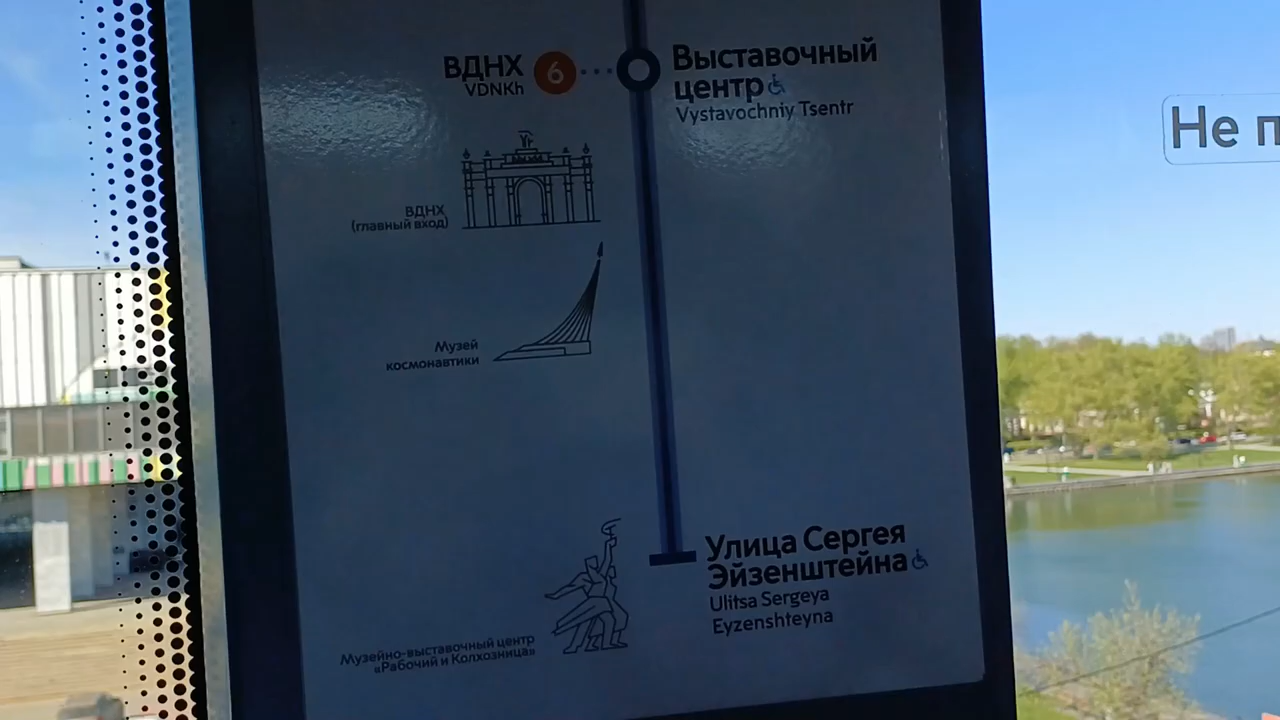 ВДНХ
VDNKh
6
Выставочный
центр
Vystavochniy Tsentr
ВДНХ
(главный вход)
Музей
космонавтики
Улица Сергея
Эйзенштейна
Ulitsa Sergeya
Eyzenshteyna
Музейно-выставочный центр
«Рабочий и Колхозница»
Не п